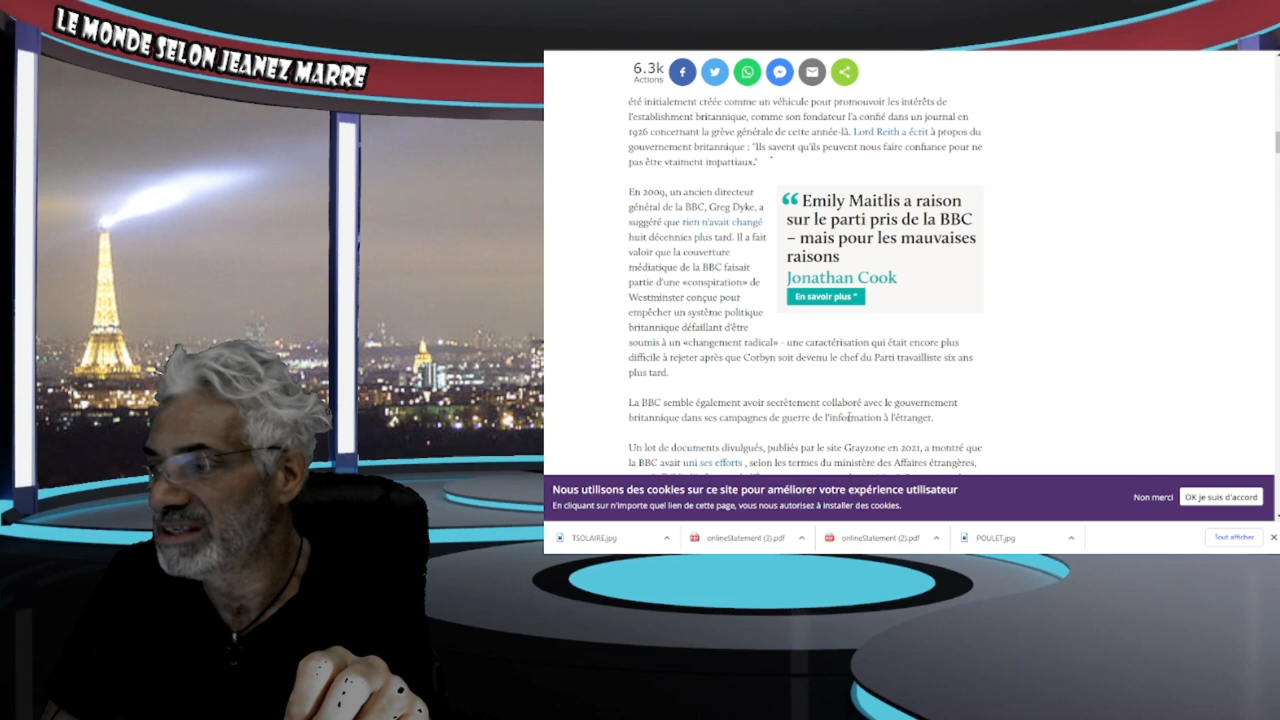 LE MONDE SELON JEANEZ MARRE
6.3k
Actions
été initialement créée comme un véhicule pour promouvoir les intérêts de
l'establishment britannique, comme son fondateur l'a confié dans un journal en
1926 concernant la grève générale de cette année-là. Lord Reith a écrit à propos du
gouvernement britannique : "Ils savent qu'ils peuvent nous faire confiance pour ne
pas être vraiment impartiaux."
En 2009, un ancien directeur
général de la BBC, Greg Dyke, a
suggéré que rien n'avait changé
huit décennies plus tard. Il a fait
valoir que la couverture
médiatique de la BBC faisait
partie d'une «conspiration» de
Westminster conçue pour
empêcher un système politique
britannique défaillant d'être
soumis à un «changement radical» - une caractérisation qui était encore plus
difficile à rejeter après que Corbyn soit devenu le chef du Parti travailliste six ans
plus tard.
“ Emily Maitlis a raison
sur le parti pris de la BBC
– mais pour les mauvaises
raisons
Jonathan Cook
En savoir plus "
La BBC semble également avoir secrètement collaboré avec le gouvernement
britannique dans ses campagnes de guerre de l'information à l'étranger.
Un lot de documents divulgués, publiés par le site Grayzone en 2021, a montré que
la BBC avait uni ses efforts , selon les termes du ministère des Affaires étrangères,
Nous utilisons des cookies sur ce site pour améliorer votre expérience utilisateur
En cliquant sur n'importe quel lien de cette page, vous nous autorisez à installer des cookies.
Non merci
OK je suis d'accord
TSOLAIRE.jpg
onlineStatement (3).pdf
onlineStatement (2).pdf
POULET.jpg
Tout afficher